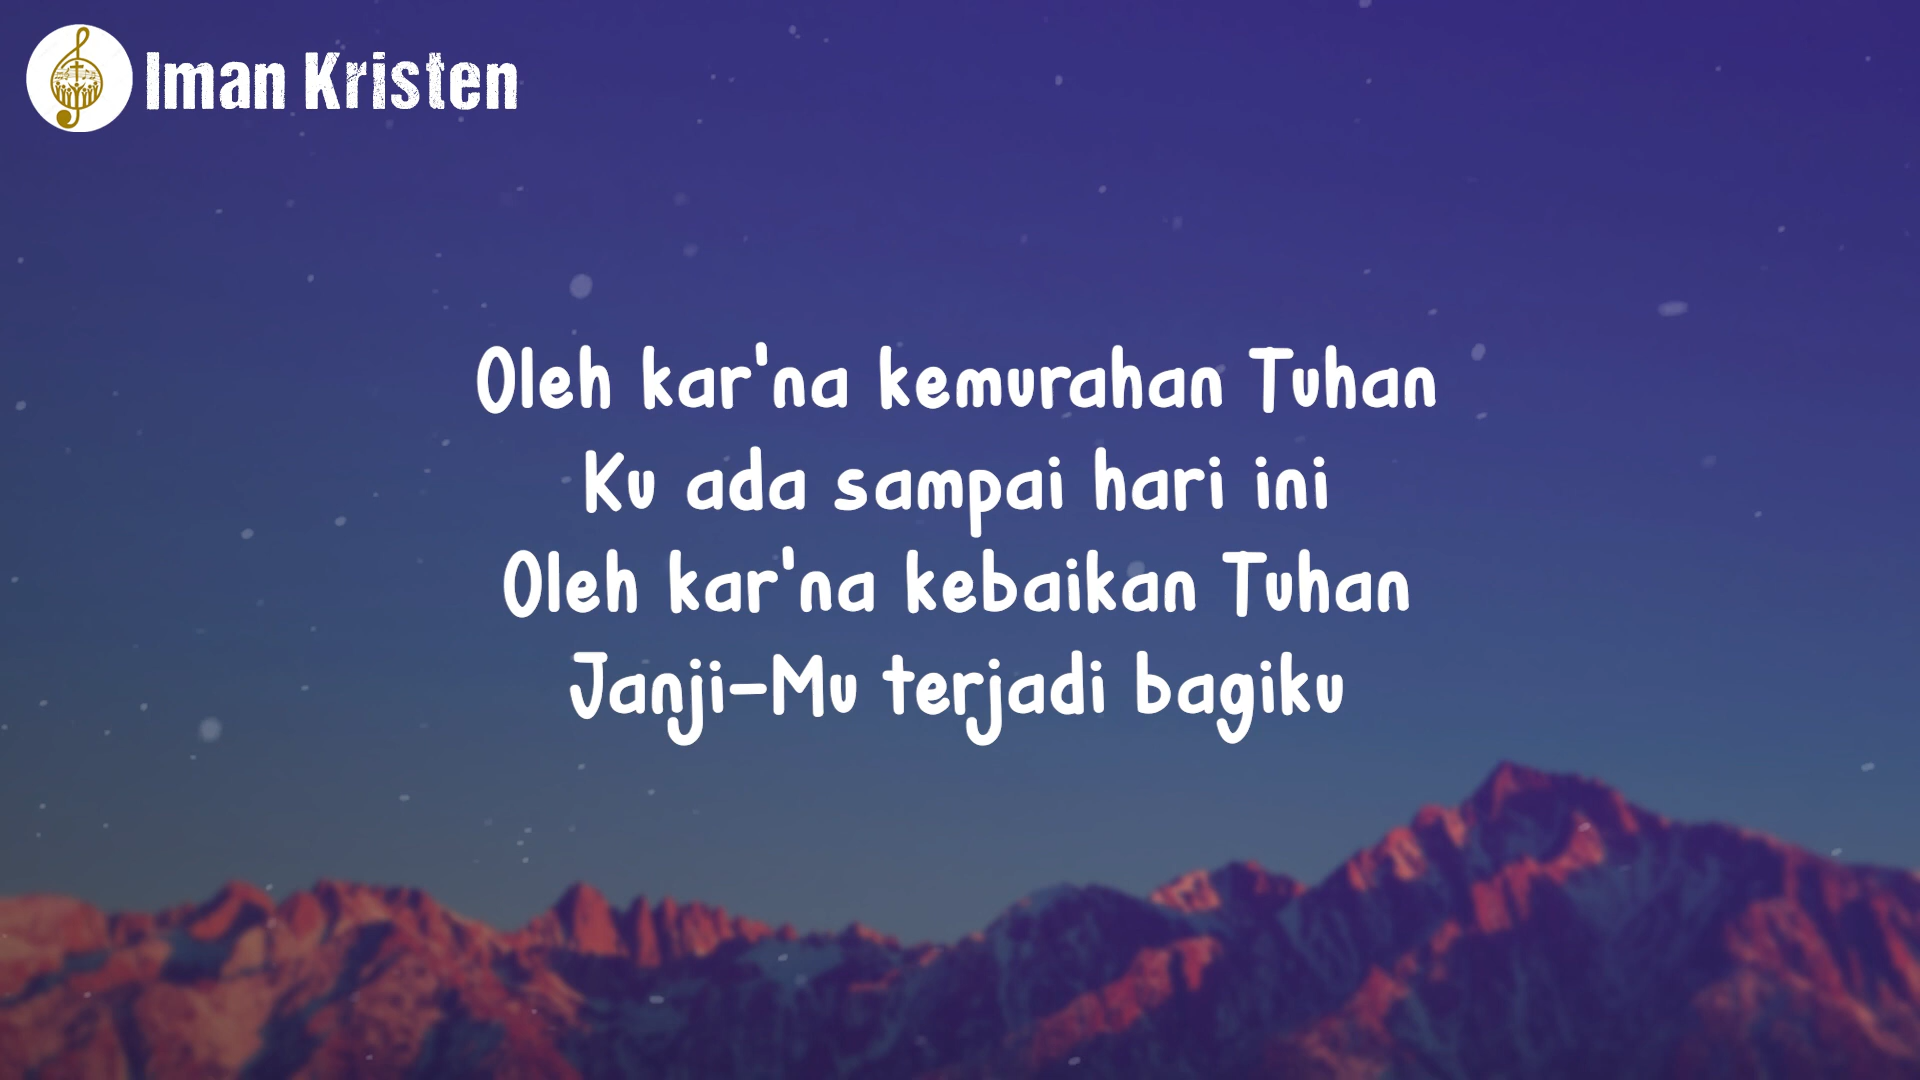 Iman Kristen
Oleh kar'na kemurahan Tuhan
Ku ada sampai hari ini
Oleh kar'na kebaikan Tuhan
Janji-Mu terjadi bagiku